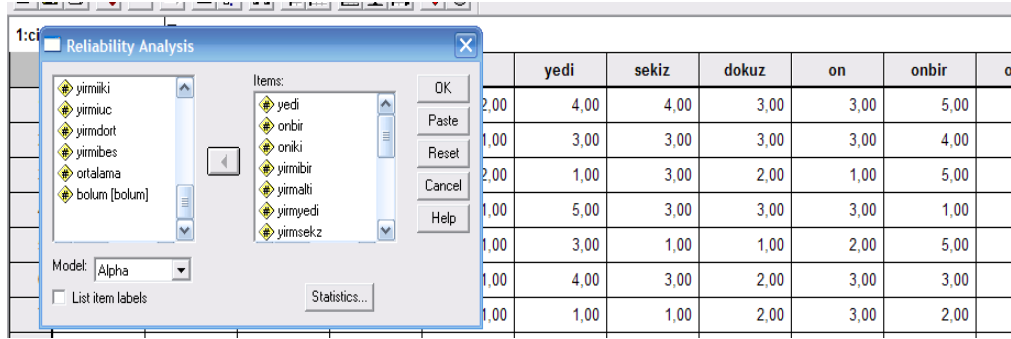 1:ci
Reliability Analysis
yirmiiki
yirmiuc
yirmdort
yirmibes
ortalama
bolum [bolum]
Items:
yedi
onbir
oniki
yirmibir
yirmalti
yirmyedi
yirmsekz
OK
Paste
Reset
Cancel
Help
Model: Alpha
List item labels
Statistics...
yedi sekiz dokuz on onbir
2,00 4,00 4,00 3,00 3,00 5,00
1,00 3,00 3,00 3,00 3,00 4,00
2,00 1,00 3,00 2,00 1,00 5,00
1,00 5,00 3,00 3,00 3,00 1,00
1,00 3,00 1,00 1,00 2,00 5,00
1,00 4,00 3,00 2,00 3,00 3,00
1,00 1,00 1,00 2,00 3,00 2,00